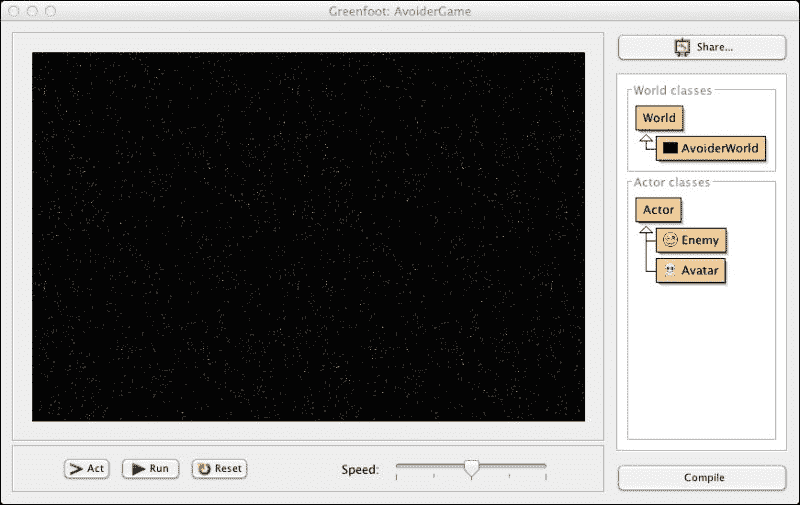 Greenfoot: AvoiderGame
Share...
World classes
World
AvoiderWorld
Actor classes
Actor
Enemy
Avatar
Act
Run
Reset
Speed:
Compile